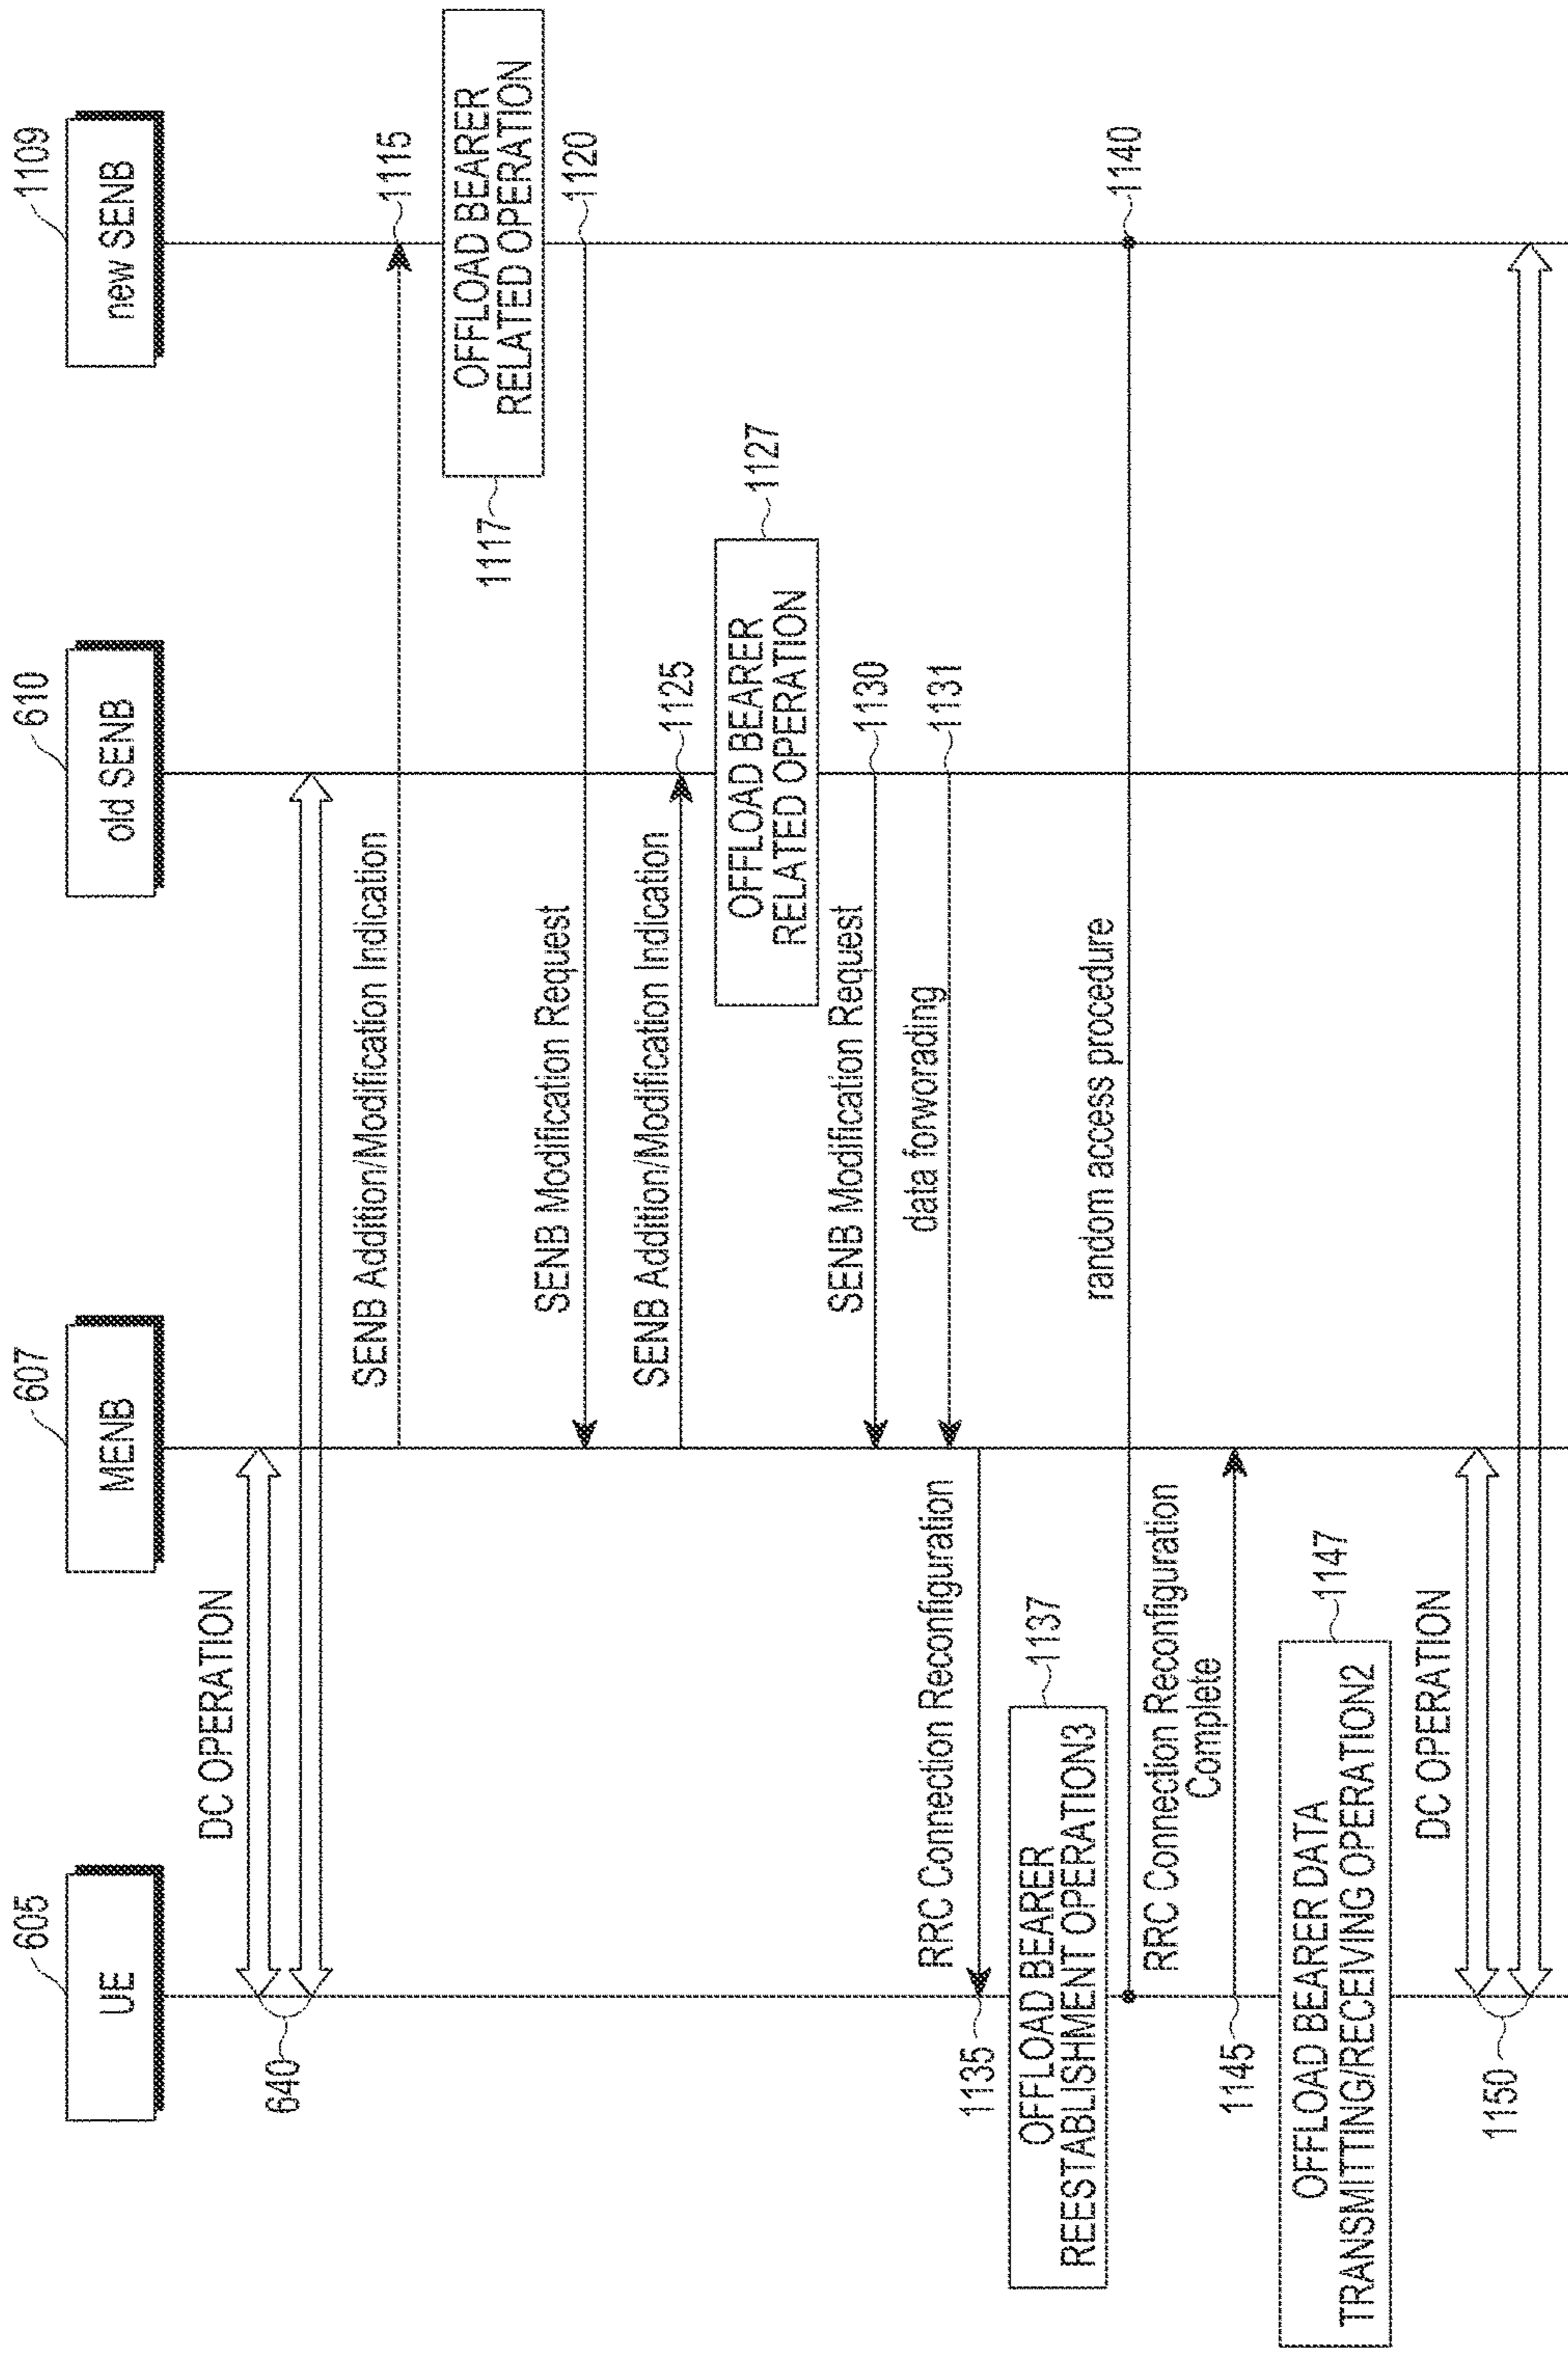 605
607
610
1109
UE
MENB
old SENB
new SENB
DC OPERATION
640
SENB Addition/Modification Indication
1115
OFFLOAD BEARER
RELATED OPERATION
1117
SENB Modification Request
1120
SENB Addition/Modification Indication
1125
OFFLOAD BEARER
RELATED OPERATION
1127
SENB Modification Request
1130
data forworading
1131
RRC Connection Reconfiguration
1135
OFFLOAD BEARER
REESTABLISHMENT OPERATION3
1137
random access procedure
1140
RRC Connection Reconfiguration
Complete
1145
OFFLOAD BEARER DATA
TRANSMITTING/RECEIVING OPERATION2
1147
DC OPERATION
1150